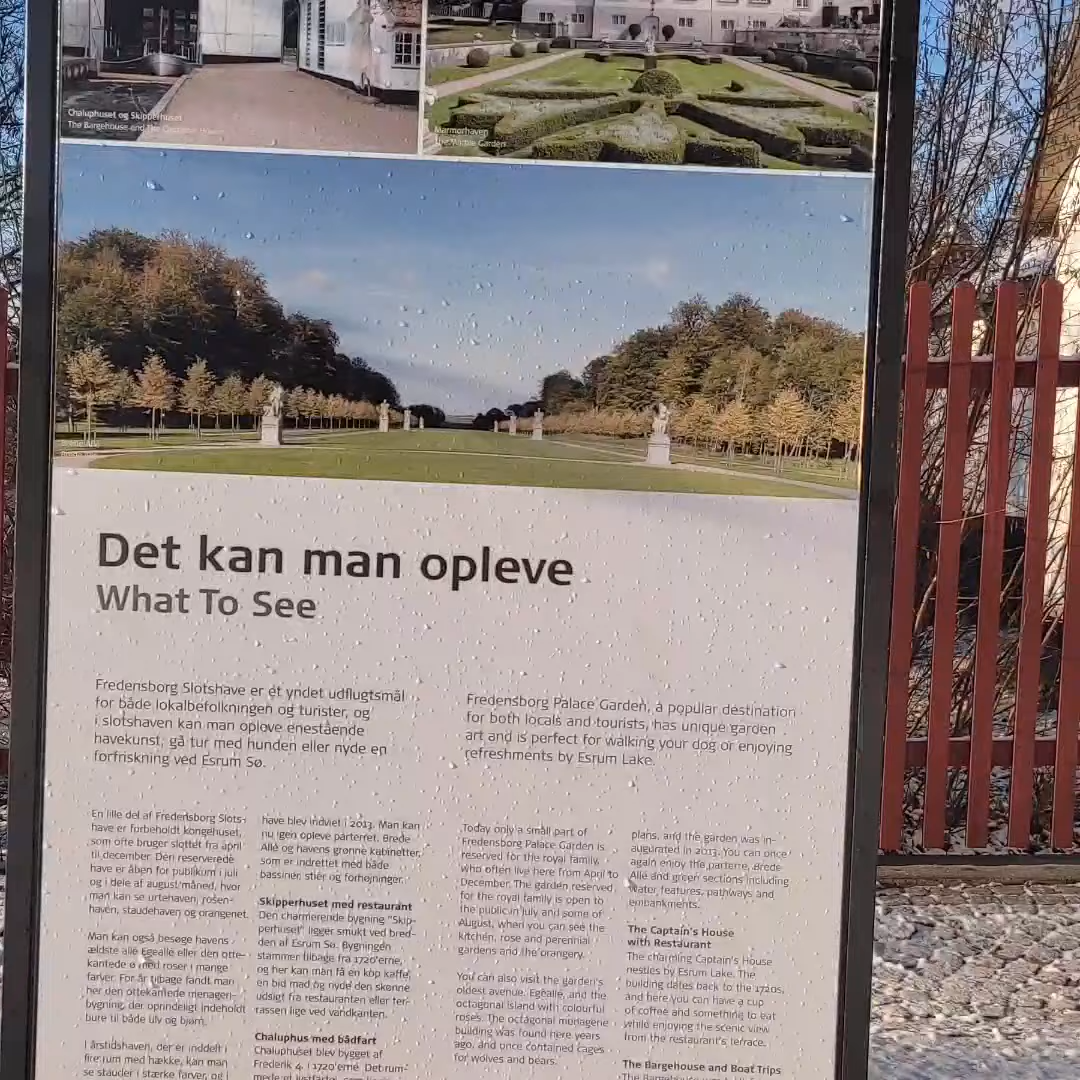 Chaluphuset og Skipperhuset
The Bargehouse and The Captain's House
Marmorhaven
The Marble Garden
Brede Allé
Det kan man opleve
What To See
Fredensborg Slotshave er et yndet udflugtsmål
for både lokalbefolkningen og turister, og
i slotshaven kan man opleve enestående
havekunst, gå tur med hunden eller nyde en
forfriskning ved Esrum Sø.
Fredensborg Palace Garden, a popular destination
for both locals and tourists, has unique garden
art and is perfect for walking your dog or enjoying
refreshments by Esrum Lake.
En lille del af Fredensborg Slots-
have er forbeholdt kongehuset,
som ofte bruger slottet fra april
til december. Den reserverede
have er åben for publikum i juli
og i dele af august måned, hvor
man kan se urtehaven, rosen-
haven, staudehaven og orangeriet.
Man kan også besøge havens
ældste allé Egeallé eller den otte-
kantede ø med roser i mange
farver. For år tilbage fandt man
her den ottekantede menageri-
bygning, der oprindeligt indeholdt
bure til både ulv og bjørn.
I årstidshaven, der er inddelt i
fire rum med hække, kan man
se stauder i stærke farver, og i
have blev indviet i 2013. Man kan
nu igen opleve parterret, Brede
Allé og havens grønne kabinetter,
som er indrettet med både
bassiner, stier og forhøjninger.
Skipperhuset med restaurant
Den charmerende bygning "Skip-
perhuset" ligger smukt ved bred-
den af Esrum Sø. Bygningen
stammer tilbage fra 1720'erne,
og her kan man få en kop kaffe,
en bid mad og nyde den skønne
udsigt fra restauranten eller ter-
rassen lige ved vandkanten.
Chaluphus med bådfart
Chaluphuset blev bygget af
Frederik 4. i 1720'erne. Det rum-
mede et lystfartøj,
Today only a small part of
Fredensborg Palace Garden is
reserved for the royal family,
who often live here from April to
December. The garden reserved
for the royal family is open to
the public in July and some of
August, when you can see the
kitchen, rose and perennial
gardens and the orangery.
You can also visit the garden's
oldest avenue, Egeallé, and the
octagonal island with colourful
roses. The octagonal menagerie
building was found here years
ago, and once contained cages
for wolves and bears.
plans, and the garden was in-
augurated in 2013. You can once
again enjoy the parterre, Brede
Allé and green sections including
water features, pathways and
embankments.
The Captain's House
with Restaurant
The charming Captain's House
nestles by Esrum Lake. The
building dates back to the 1720s,
and here you can have a cup
of coffee and something to eat
while enjoying the scenic view
from the restaurant's terrace.
The Bargehouse and Boat Trips
The Bargehouse was